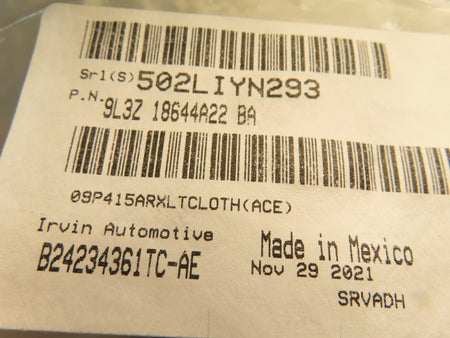 Srl(S)502LIYN293
P.N. 9L3Z 18644A22 BA
09P415ARXLTCLOTH(ACE)
Irvin Automotive
B24234361TC-AE
Made in Mexico
Nov 29 2021
SRVADH